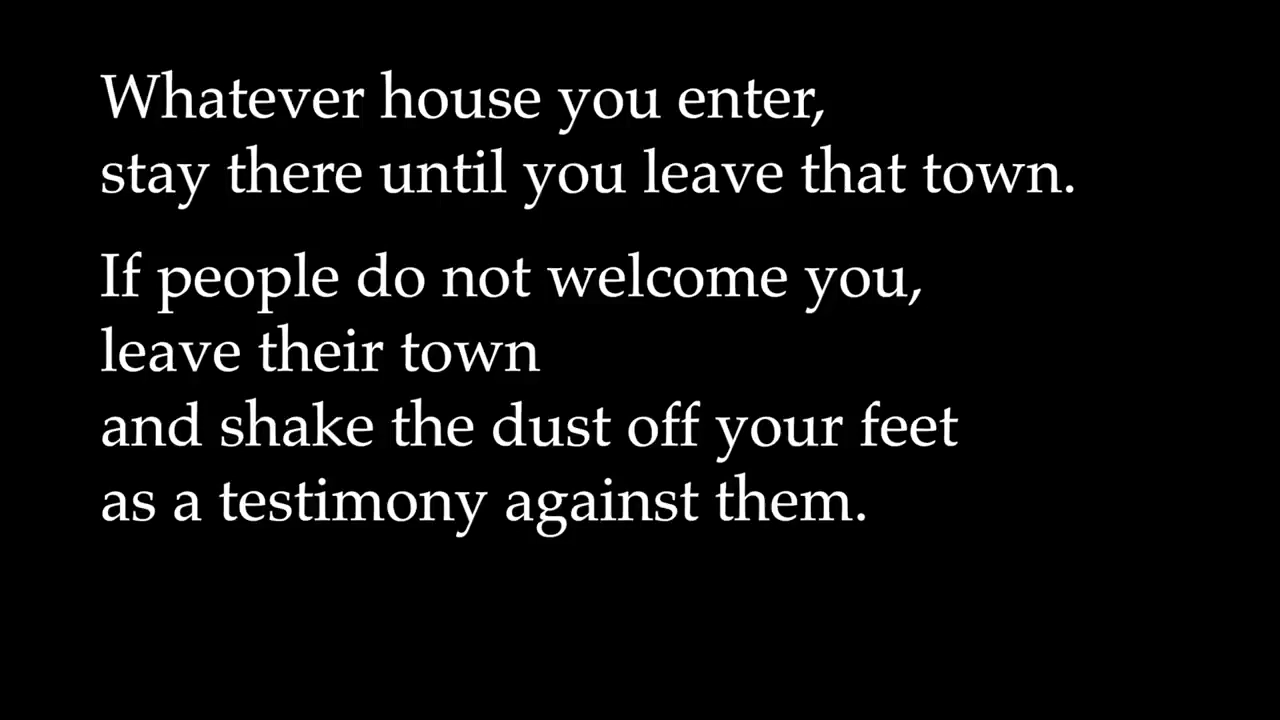 Whatever house you enter,
stay there until you leave that town.
If people do not welcome you,
leave their town
and shake the dust off your feet
as a testimony against them.